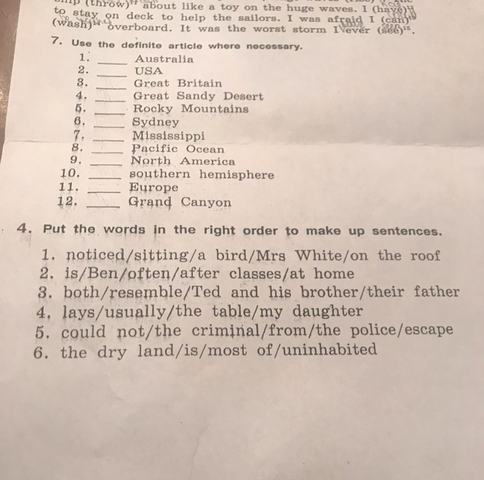 ship (throw)¹¹ about like a toy on the huge waves. I (have)¹²
to stay on deck to help the sailors. I was afraid I (can)¹³
(wash)¹⁴ overboard. It was the worst storm I ever (see)¹⁵.
7. Use the definite article where necessary.
1. ____ Australia
2. ____ USA
3. ____ Great Britain
4. ____ Great Sandy Desert
5. ____ Rocky Mountains
6. ____ Sydney
7. ____ Mississippi
8. ____ Pacific Ocean
9. ____ North America
10. ____ southern hemisphere
11. ____ Europe
12. ____ Grand Canyon
4. Put the words in the right order to make up sentences.
1. noticed/sitting/a bird/Mrs White/on the roof
2. is/Ben/often/after classes/at home
3. both/resemble/Ted and his brother/their father
4. lays/usually/the table/my daughter
5. could not/the criminal/from/the police/escape
6. the dry land/is/most of/uninhabited